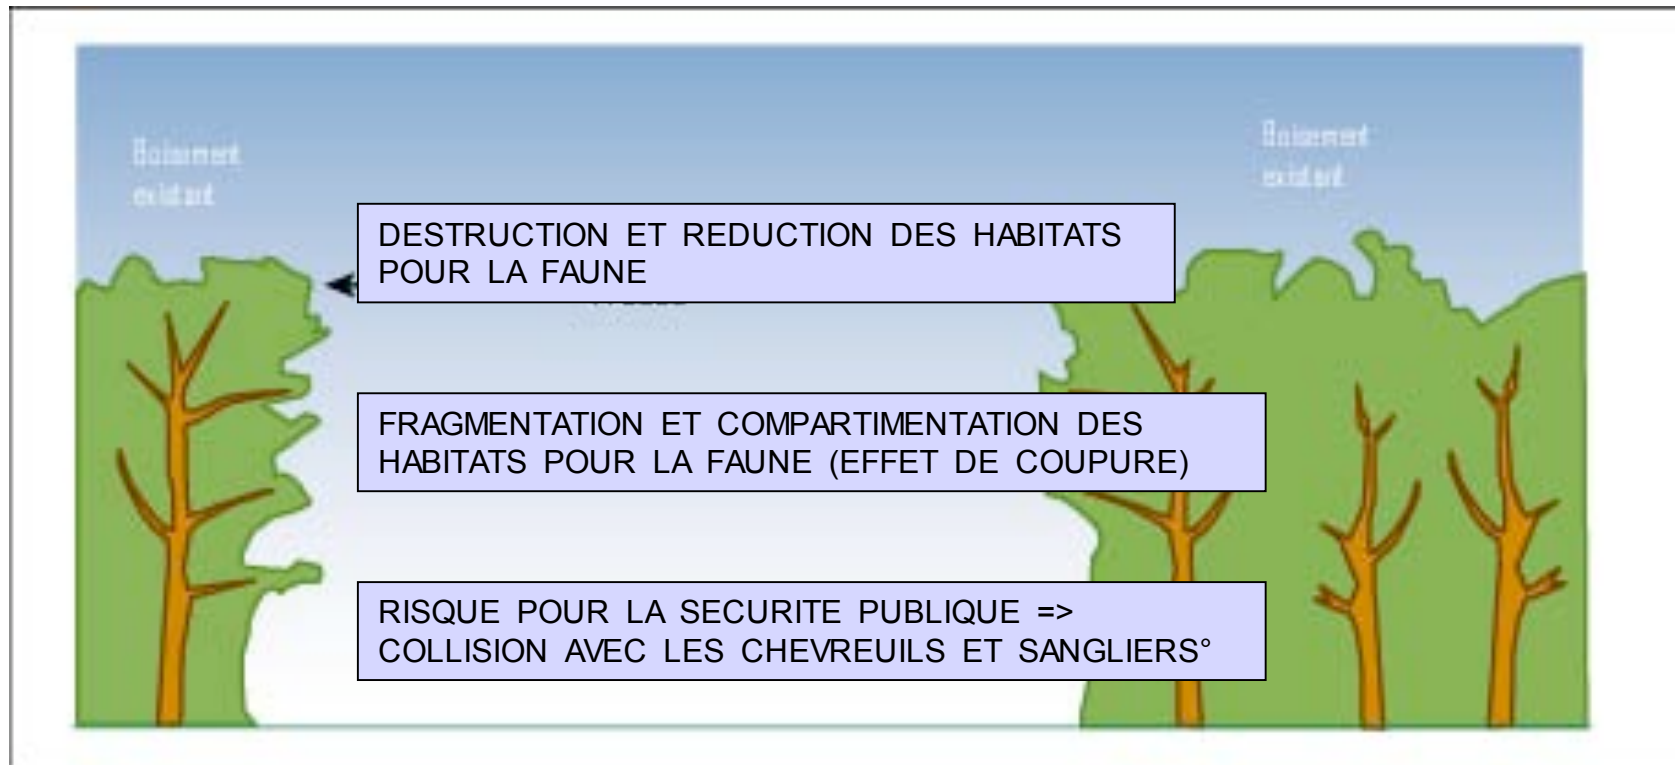 Boisement
existant
Boisement
existant
DESTRUCTION ET REDUCTION DES HABITATS
POUR LA FAUNE
FRAGMENTATION ET COMPARTIMENTATION DES
HABITATS POUR LA FAUNE (EFFET DE COUPURE)
RISQUE POUR LA SECURITE PUBLIQUE =>
COLLISION AVEC LES CHEVREUILS ET SANGLIERS°